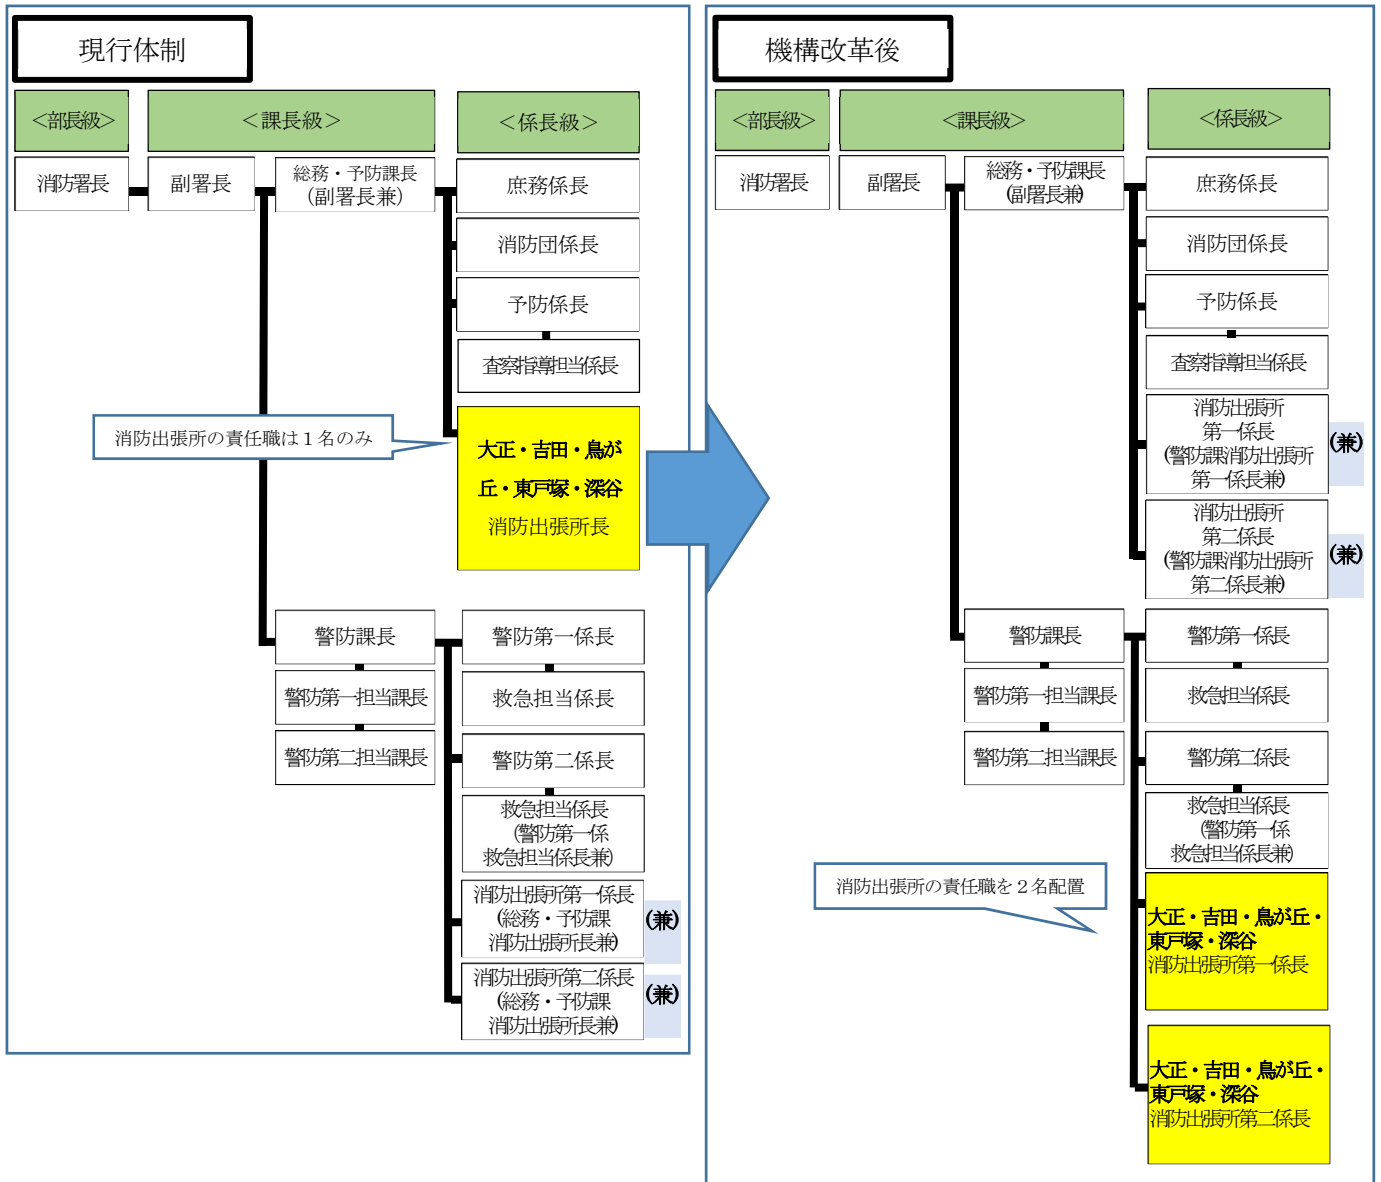 現行体制
<部長級>
<課長級>
<係長級>
消防署長
副署長
総務・予防課長
(副署長兼)
庶務係長
消防団係長
予防係長
査察指導担当係長
消防出張所の責任職は１名のみ
大正・吉田・鳥が
丘・東戸塚・深谷
消防出張所長
警防課長
警防第一担当課長
警防第二担当課長
警防第一係長
救急担当係長
警防第二係長
救急担当係長
(警防第一係
救急担当係長兼)
消防出張所第一係長
(総務・予防課
消防出張所長兼)
(兼)
消防出張所第二係長
(総務・予防課
消防出張所長兼)
(兼)
機構改革後
<部長級>
<課長級>
<係長級>
消防署長
副署長
総務・予防課長
(副署長兼)
庶務係長
消防団係長
予防係長
査察指導担当係長
消防出張所
第一係長
(警防課消防出張所
第一係長兼)
(兼)
消防出張所
第二係長
(警防課消防出張所
第二係長兼)
(兼)
警防課長
警防第一担当課長
警防第二担当課長
警防第一係長
救急担当係長
警防第二係長
救急担当係長
(警防第一係
救急担当係長兼)
消防出張所の責任職を２名配置
大正・吉田・鳥が丘・
東戸塚・深谷
消防出張所第一係長
大正・吉田・鳥が丘・
東戸塚・深谷
消防出張所第二係長